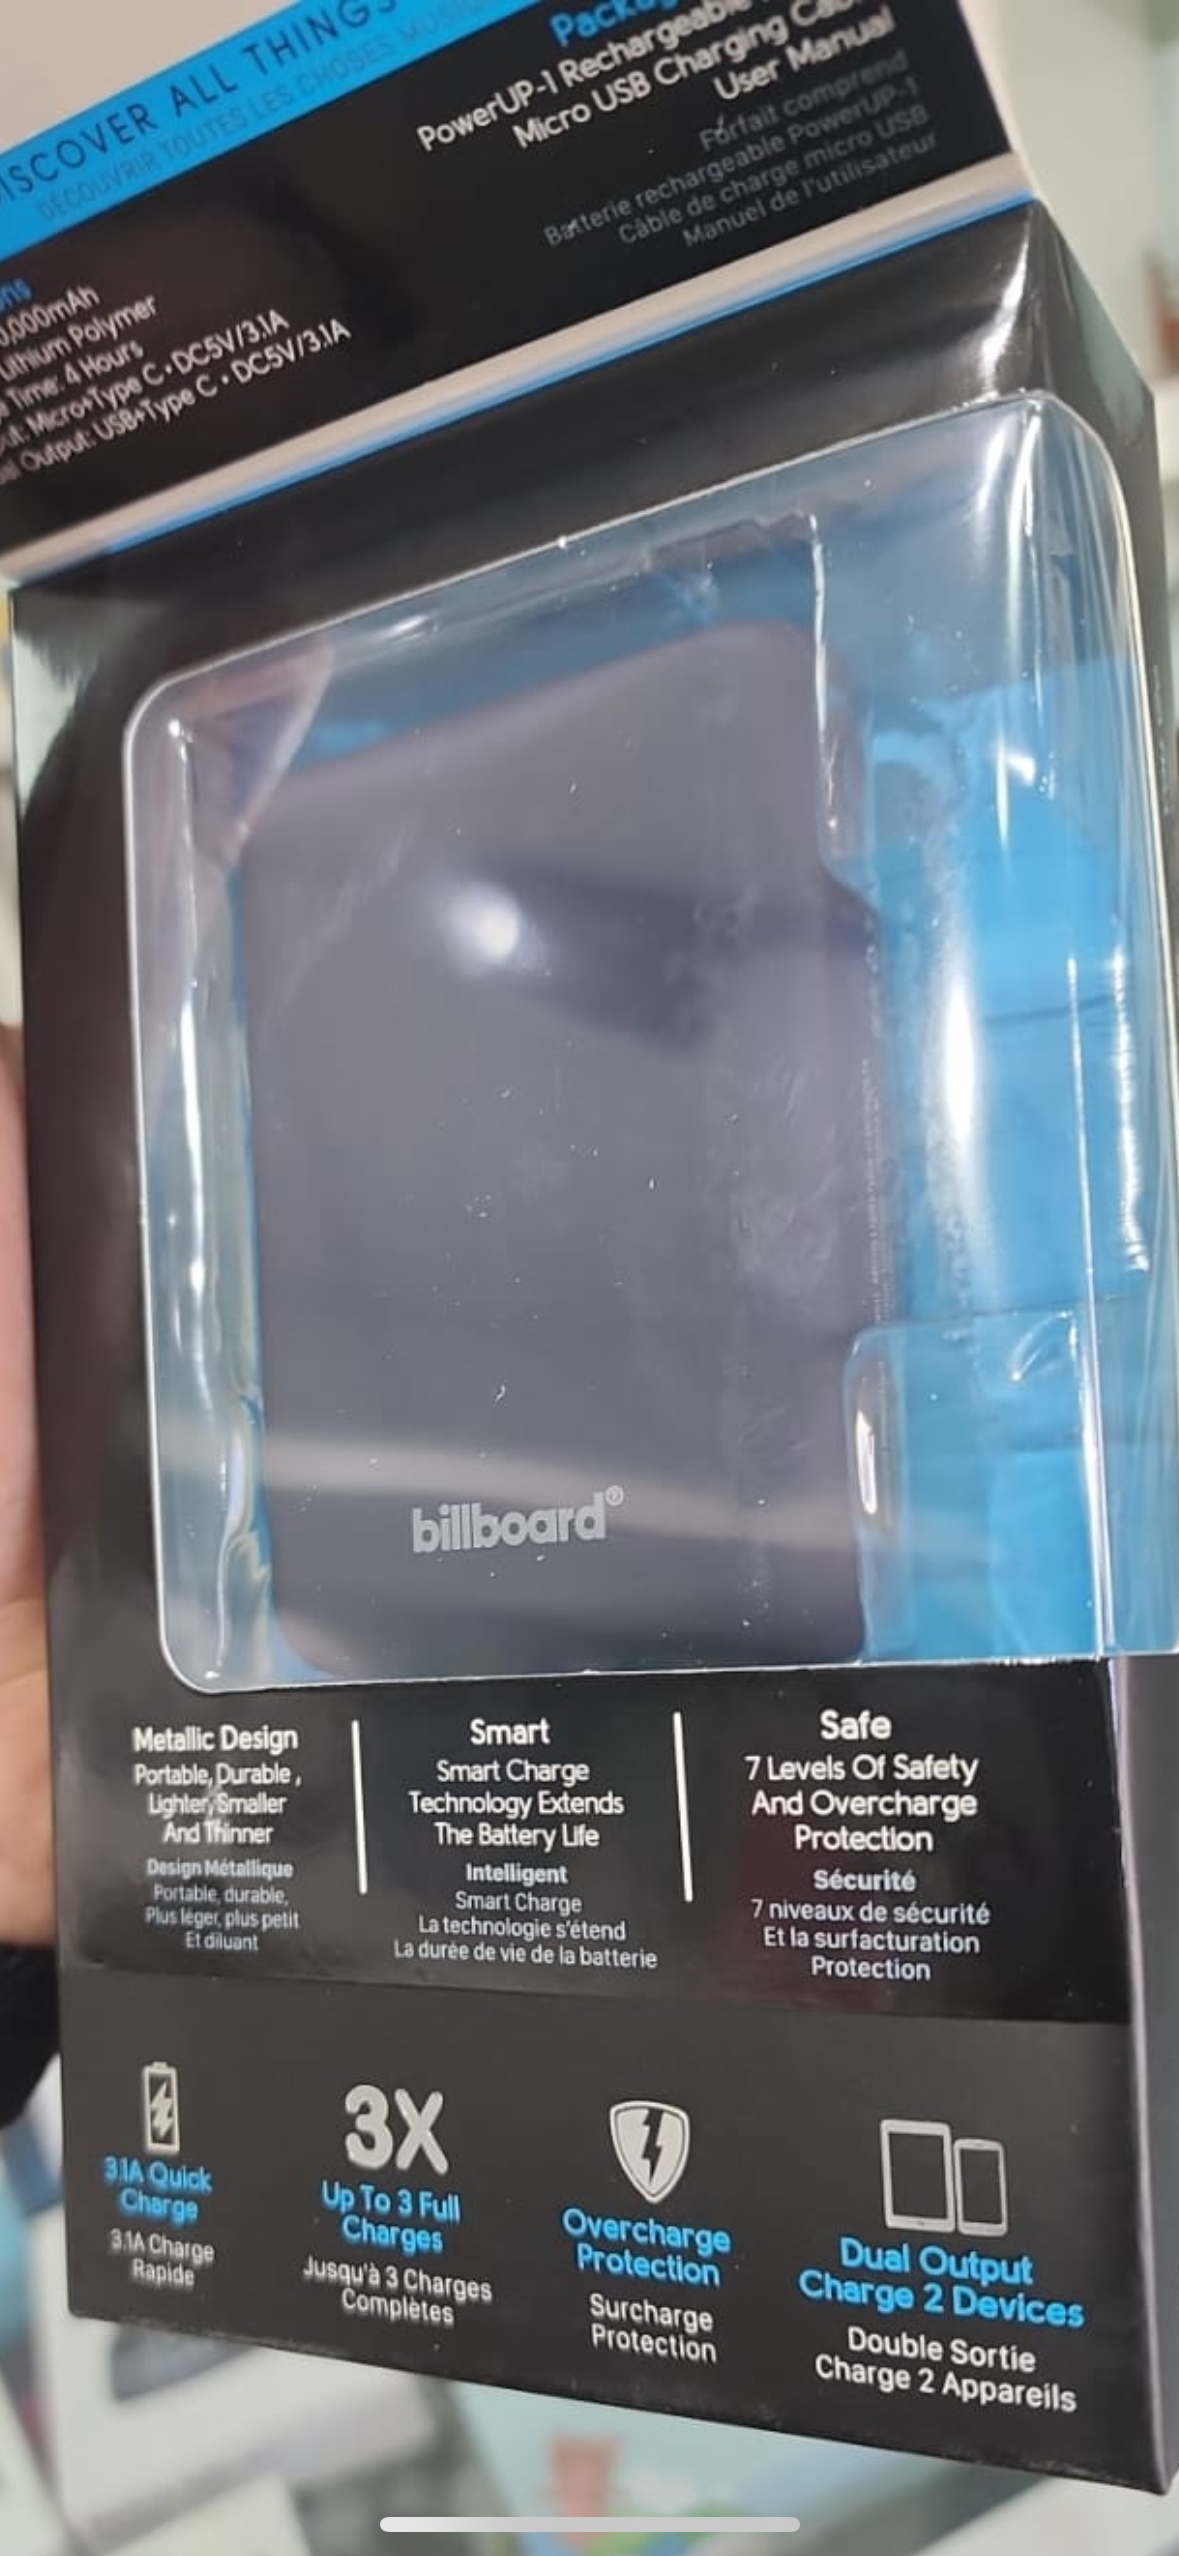 DISCOVER ALL THINGS
DÉCOUVRIR TOUTES LES CHOSES
PowerUP-1 Rechargeable
Micro USB Charging
User Manual
Forfait comprend
Batterie rechargeable PowerUP-1
Câble de charge micro USB
Manuel de l'utilisateur
Lithium Polymer
Time: 4 Hours
Micro+Type C • DC5V/3.1A
Output: USB+Type C • DC5V/3.1A
billboard®
Metallic Design
Portable, Durable,
Lighter, Smaller
And Thinner
Design Métallique
Portable, durable,
Plus léger, plus petit
Et diluant
Smart
Smart Charge
Technology Extends
The Battery Life
Intelligent
Smart Charge
La technologie s'étend
La durée de vie de la batterie
Safe
7 Levels Of Safety
And Overcharge
Protection
Sécurité
7 niveaux de sécurité
Et la surfacturation
Protection
3.1A Quick
Charge
3.1A Charge
Rapide
3X
Up To 3 Full
Charges
Jusqu'à 3 Charges
Complètes
Overcharge
Protection
Surcharge
Protection
Dual Output
Charge 2 Devices
Double Sortie
Charge 2 Appareils